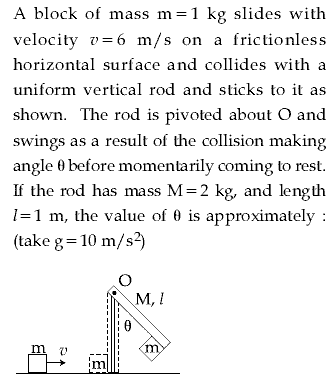 A block of mass m = 1 kg slides with
velocity v = 6 m/s on a frictionless
horizontal surface and collides with a
uniform vertical rod and sticks to it as
shown. The rod is pivoted about O and
swings as a result of the collision making
angle θ before momentarily coming to rest.
If the rod has mass M = 2 kg, and length
l = 1 m, the value of θ is approximately :
(take g = 10 m/s²)
O
M, l
θ
m v m m